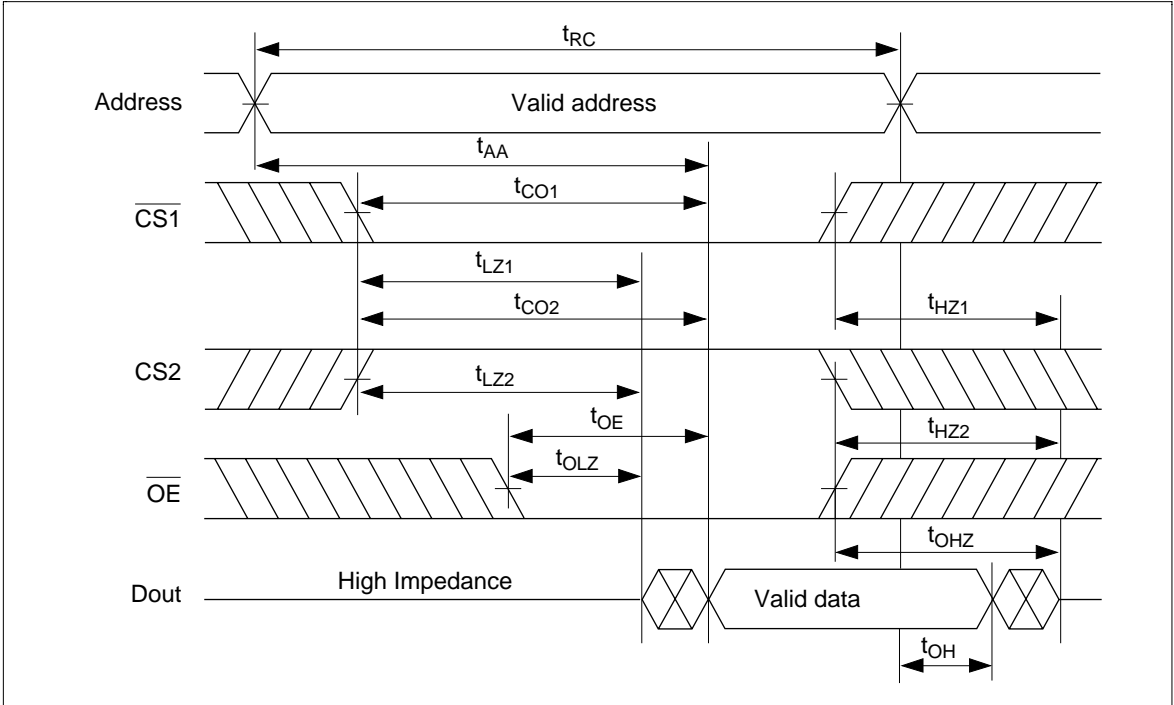 tRC
Address
Valid address
tAA
CS1
tCO1
tLZ1
tCO2
tHZ1
CS2
tLZ2
tOE
tHZ2
OE
tOLZ
tOHZ
Dout
High Impedance
Valid data
tOH